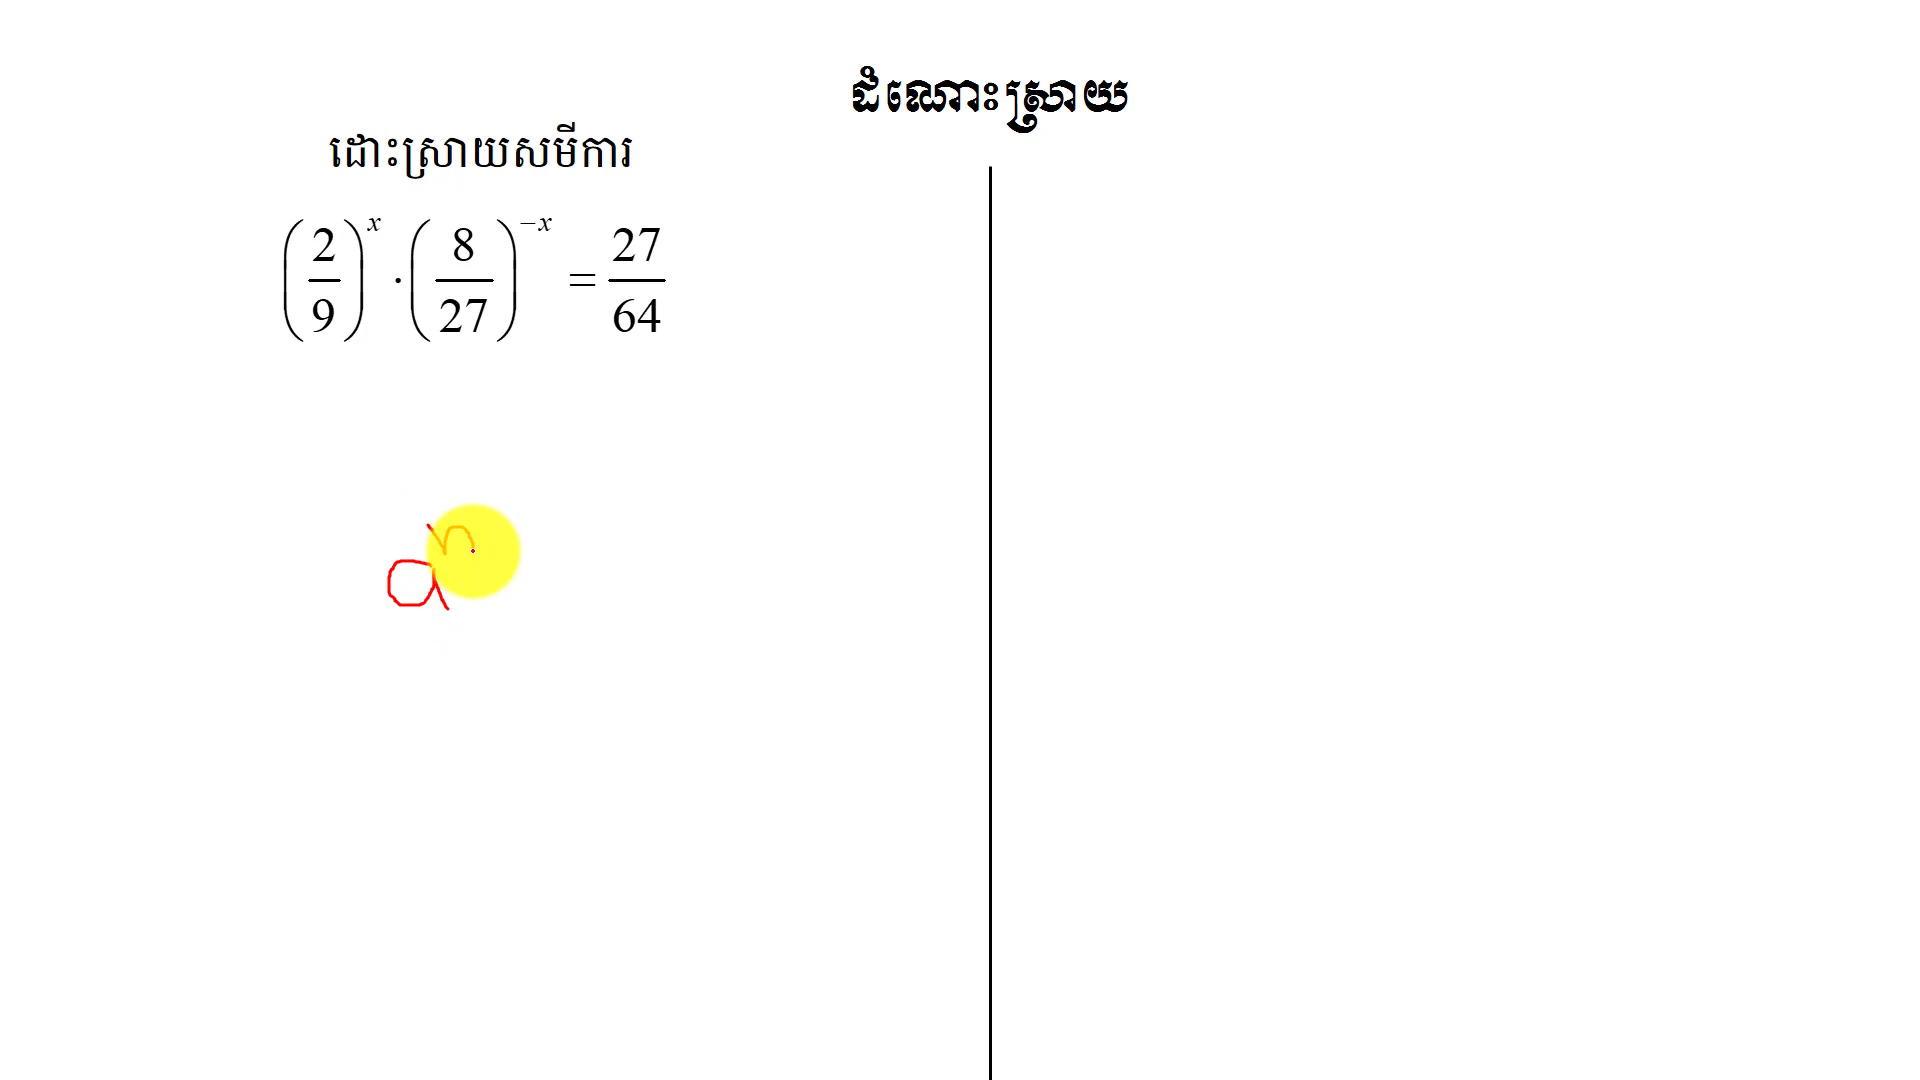 ដំណោះស្រាយ
ដោះស្រាយសមីការ
(2/9)^x · (8/27)^(-x) = 27/64
a^n